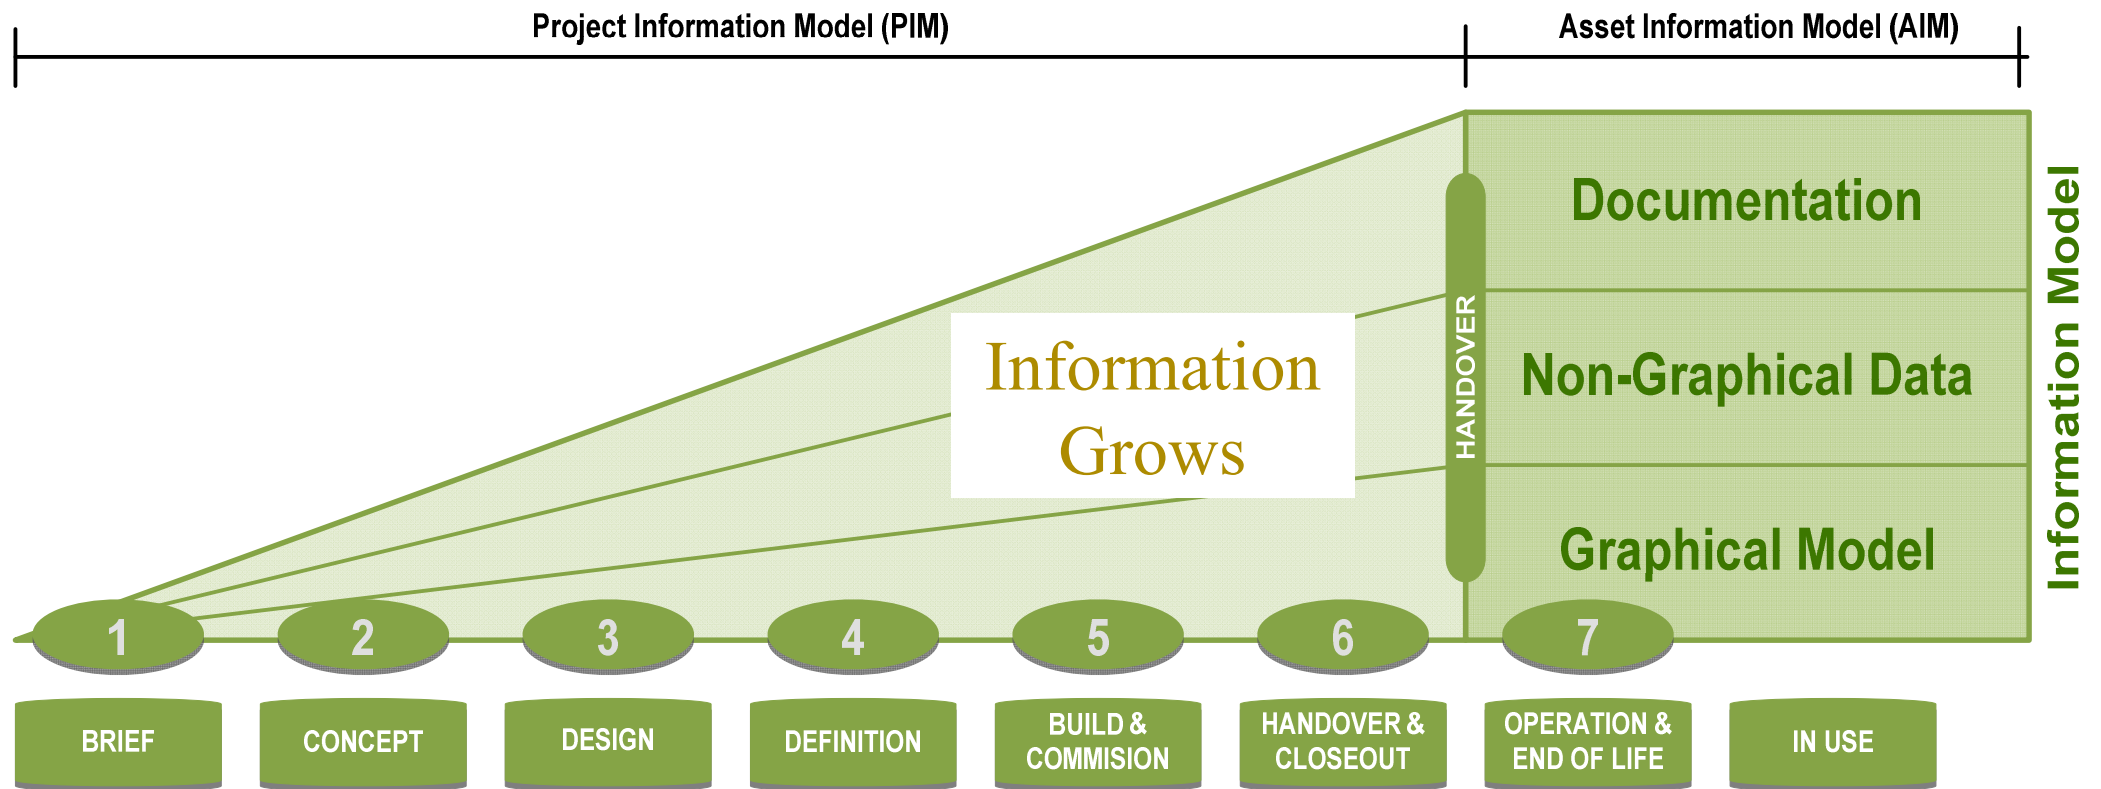 Project Information Model (PIM)
Asset Information Model (AIM)
Documentation
Non-Graphical Data
Graphical Model
Information Model
HANDOVER
Information
Grows
1
2
3
4
5
6
7
BRIEF
CONCEPT
DESIGN
DEFINITION
BUILD &
COMMISION
HANDOVER &
CLOSEOUT
OPERATION &
END OF LIFE
IN USE